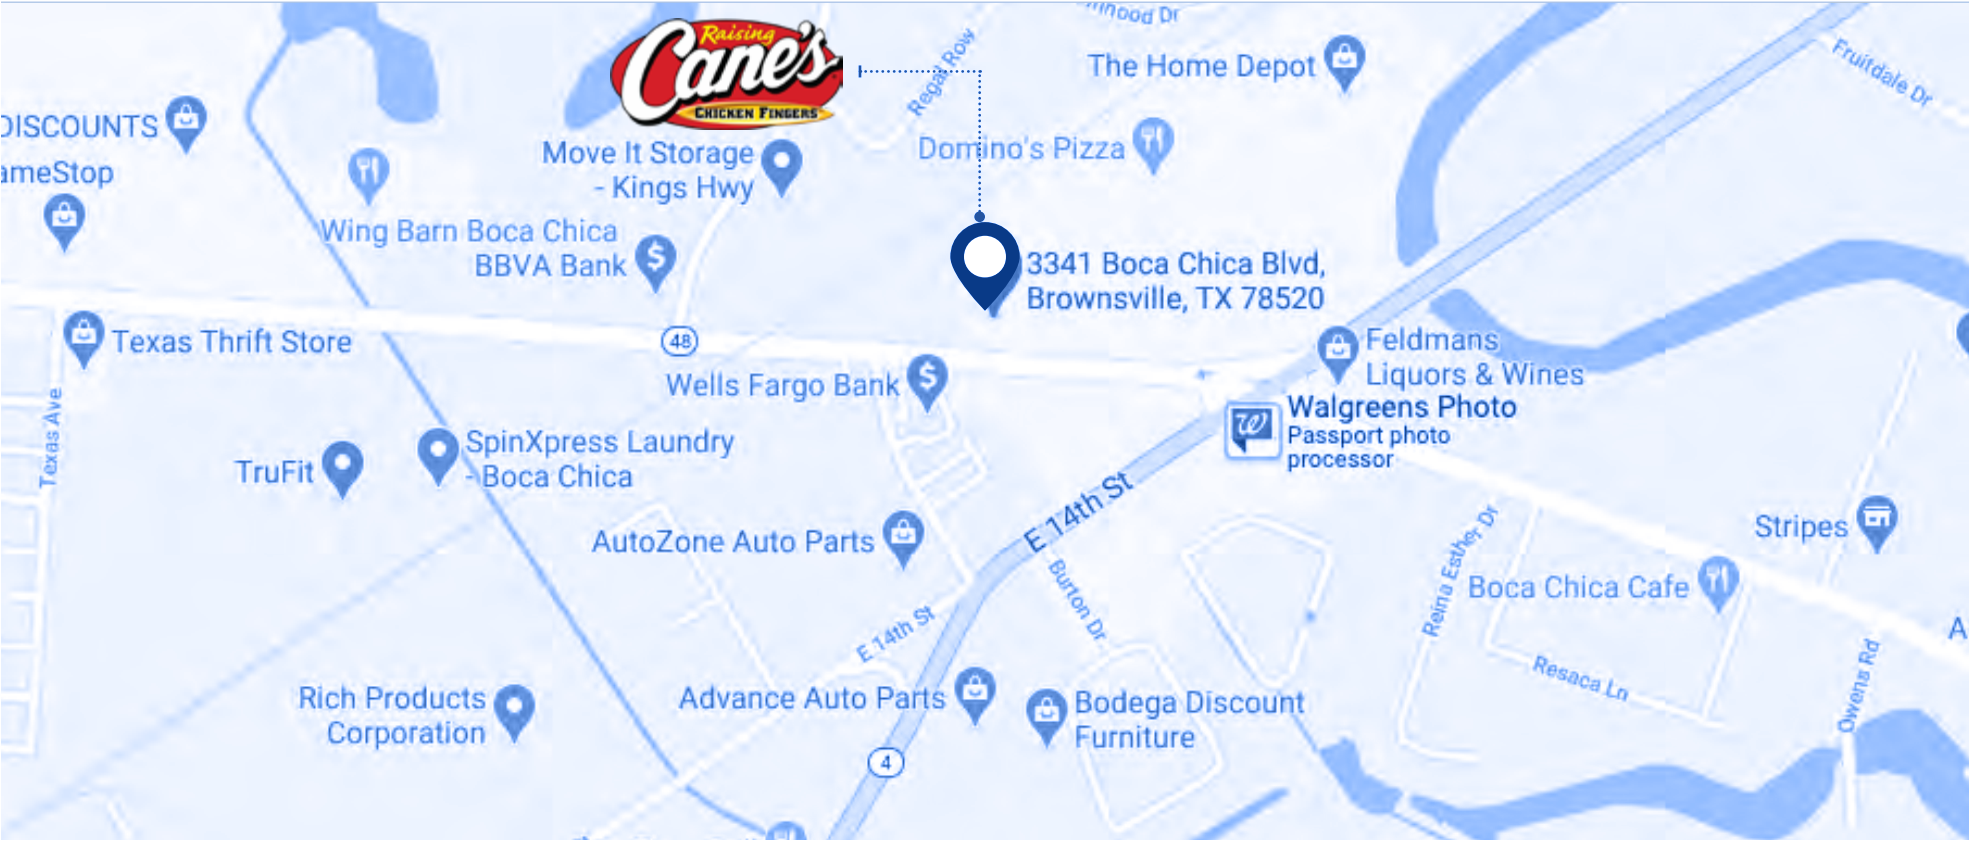 Raising
Cane's
CHICKEN FINGERS
Regal Row
The Home Depot
Fruitdale Dr
DISCOUNTS
Domino's Pizza
Move It Storage
- Kings Hwy
ameStop
Wing Barn Boca Chica
BBVA Bank
3341 Boca Chica Blvd,
Brownsville, TX 78520
Texas Thrift Store
48
Feldmans
Liquors & Wines
Wells Fargo Bank
Walgreens Photo
Passport photo
processor
Texas Ave
TruFit
SpinXpress Laundry
- Boca Chica
E 14th St
AutoZone Auto Parts
Stripes
Reina Esther Dr
Boca Chica Cafe
Burton Dr
E 14th St
A
Resaca Ln
Owens Rd
Rich Products
Corporation
Advance Auto Parts
Bodega Discount
Furniture
4